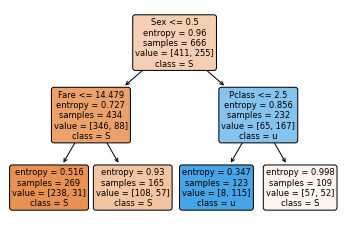 Sex <= 0.5
entropy = 0.96
samples = 666
value = [411, 255]
class = S
Fare <= 14.479
entropy = 0.727
samples = 434
value = [346, 88]
class = S
Pclass <= 2.5
entropy = 0.856
samples = 232
value = [65, 167]
class = u
entropy = 0.516
samples = 269
value = [238, 31]
class = S
entropy = 0.93
samples = 165
value = [108, 57]
class = S
entropy = 0.347
samples = 123
value = [8, 115]
class = u
entropy = 0.998
samples = 109
value = [57, 52]
class = S